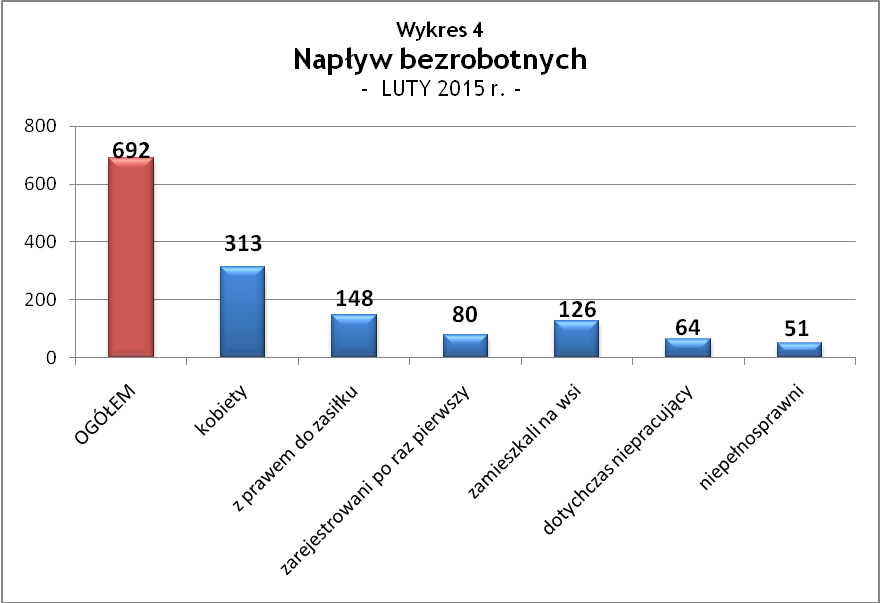 Wykres 4
Napływ bezrobotnych
- LUTY 2015 r. -
800
600
400
200
0
692
313
148
80
126
64
51
OGÓŁEM
kobiety
z prawem do zasiłku
zarejestrowani po raz pierwszy
zamieszkali na wsi
dotychczas niepracujący
niepełnosprawni